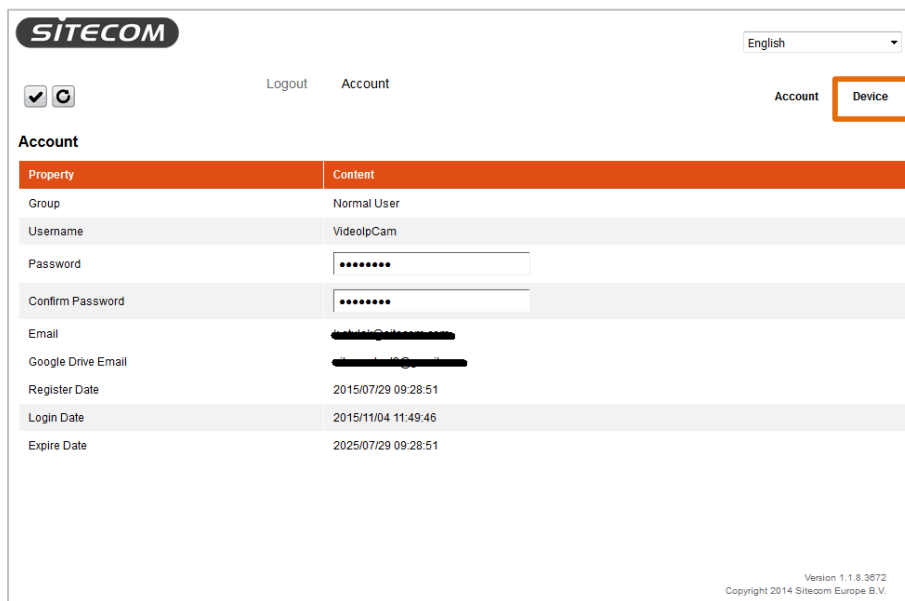 SITECOM
English
Logout Account
Account Device
Account
Property Content
Group Normal User
Username VideoIpCam
Password ••••••••
Confirm Password ••••••••
Email
Google Drive Email
Register Date 2015/07/29 09:28:51
Login Date 2015/11/04 11:49:46
Expire Date 2025/07/29 09:28:51
Version 1.1.8.3672
Copyright 2014 Sitecom Europe B.V.